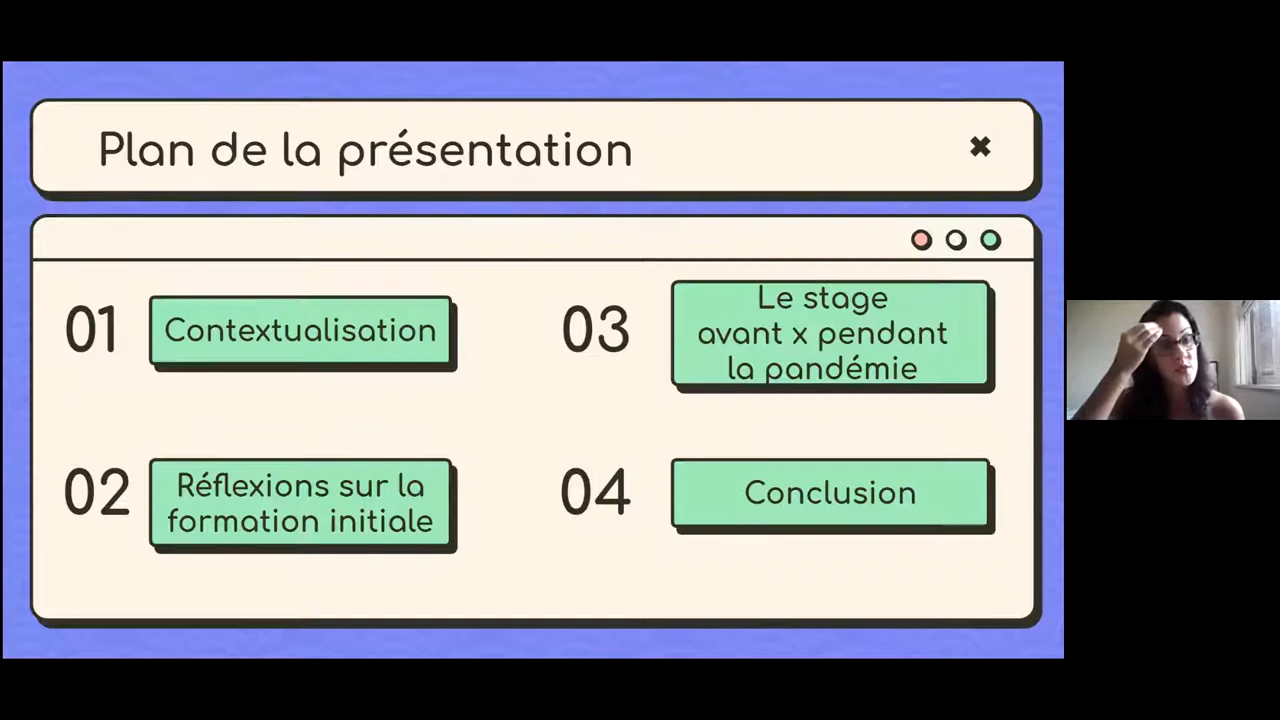 Plan de la présentation
01
Contextualisation
02
Réflexions sur la
formation initiale
03
Le stage
avant x pendant
la pandémie
04
Conclusion